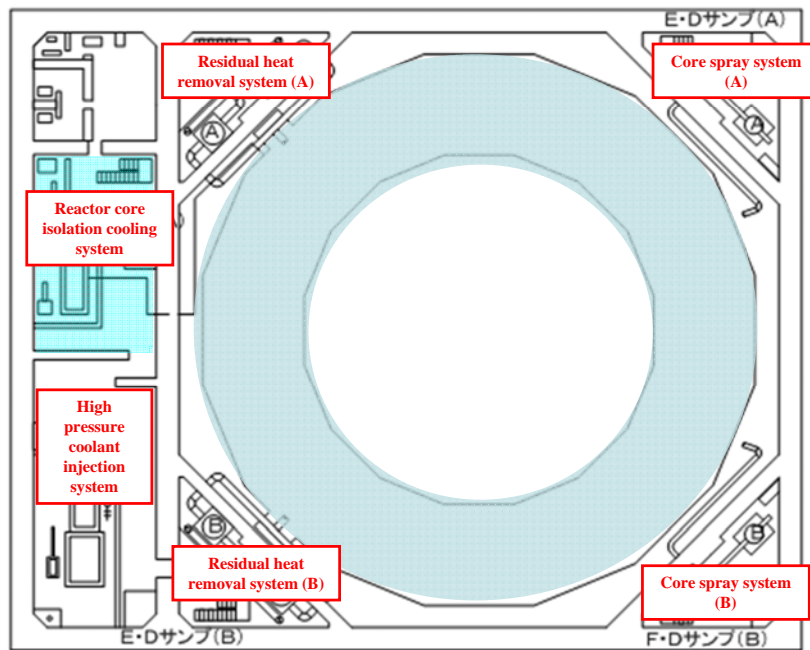 E・Dサンプ(A)
Residual heat
removal system (A)
Core spray system
(A)
A
A
Reactor core
isolation cooling
system
High
pressure
coolant
injection
system
B
B
Residual heat
removal system (B)
Core spray system
(B)
E・Dサンプ(B)
F・Dサンプ(B)